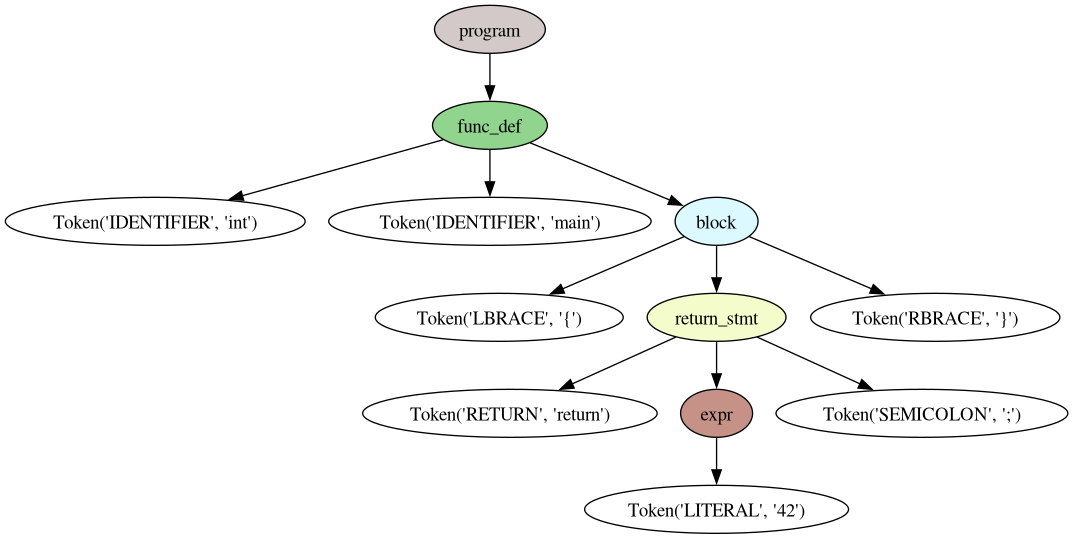 program
func_def
Token('IDENTIFIER', 'int')
Token('IDENTIFIER', 'main')
block
Token('LBRACE', '{')
return_stmt
Token('RBRACE', '}')
Token('RETURN', 'return')
expr
Token('SEMICOLON', ';')
Token('LITERAL', '42')